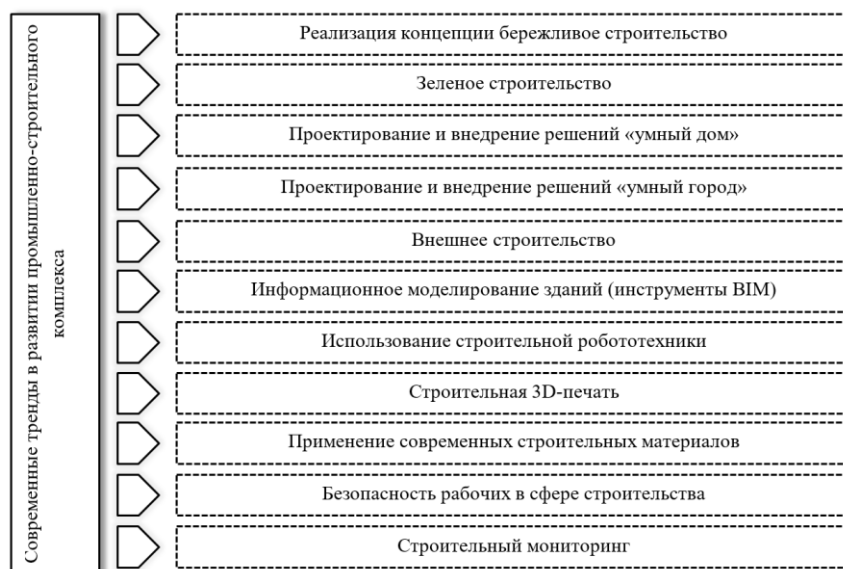 Современные тренды в развитии промышленно-строительного
комплекса
Реализация концепции бережливое строительство
Зеленое строительство
Проектирование и внедрение решений «умный дом»
Проектирование и внедрение решений «умный город»
Внешнее строительство
Информационное моделирование зданий (инструменты BIM)
Использование строительной робототехники
Строительная 3D-печать
Применение современных строительных материалов
Безопасность рабочих в сфере строительства
Строительный мониторинг